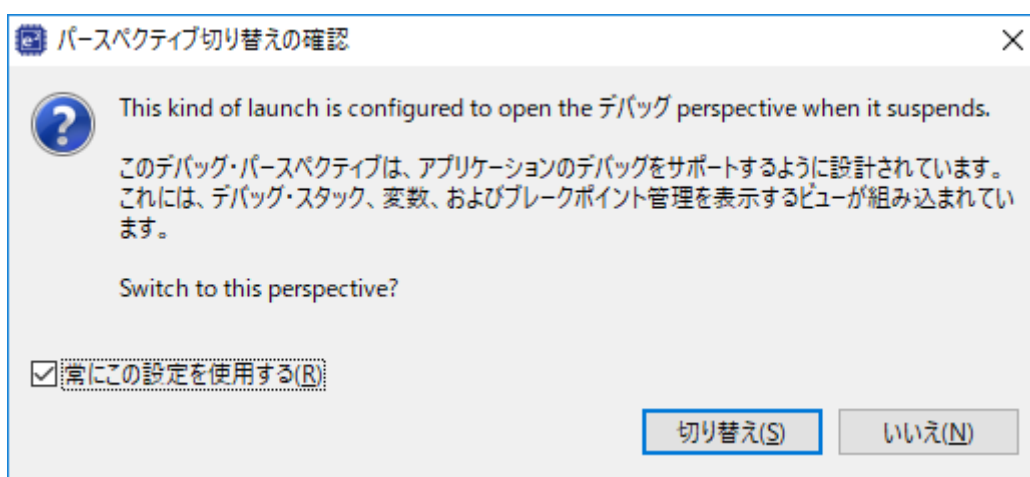 パースペクティブ切り替えの確認
This kind of launch is configured to open the デバッグ perspective when it suspends.
このデバッグ・パースペクティブは、アプリケーションのデバッグをサポートするように設計されています。
これには、デバッグ・スタック、変数、およびブレークポイント管理を表示するビューが組み込まれてい
ます。
Switch to this perspective?
常にこの設定を使用する(R)
切り替え(S)
いいえ(N)